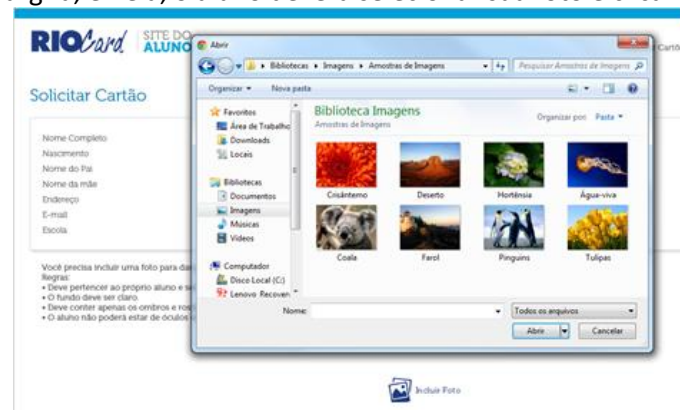 RIOCard SITE DO
ALUNO
Solicitar Cartão
Nome Completo
Nascimento
Nome do Pai
Nome da mãe
Endereço
E-mail
Escola
Você precisa incluir uma foto para
Regras:
• Deve pertencer ao próprio aluno e
• O fundo deve ser claro
• Deve conter apenas os ombros e
• O aluno não poderá estar de óculos
Incluir Foto
Abrir
Bibliotecas Imagens Amostras de Imagens
Pesquisar Amostras de Imagens
Organizar Nova pasta
Favoritos
Área de Trabalho
Downloads
Locais
Bibliotecas
Documentos
Imagens
Músicas
Vídeos
Computador
Disco Local (C:)
Lenovo Recover
Biblioteca Imagens
Amostras de Imagens
Organizar por: Pasta
Crisântemo Deserto Hortênsia Água-viva
Coala Farol Pinguins Tulipas
Nome: Todos os arquivos
Abrir Cancelar